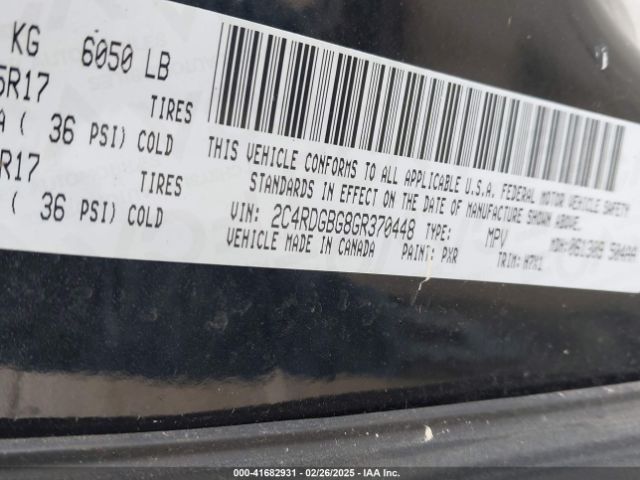 KG 6050 LB
5R17 TIRES
A ( 36 PSI) COLD
R17 TIRES
( 36 PSI) COLD
THIS VEHICLE CONFORMS TO ALL APPLICABLE U.S.A. FEDERAL MOTOR VEHICLE SAFETY
STANDARDS IN EFFECT ON THE DATE OF MANUFACTURE SHOWN ABOVE.
VIN: 2C4RDGBG8GR370448 TYPE: MPV
VEHICLE MADE IN CANADA PAINT: PXR TRIM:
000-41682931 | 02/26/2025 | IAA Inc.